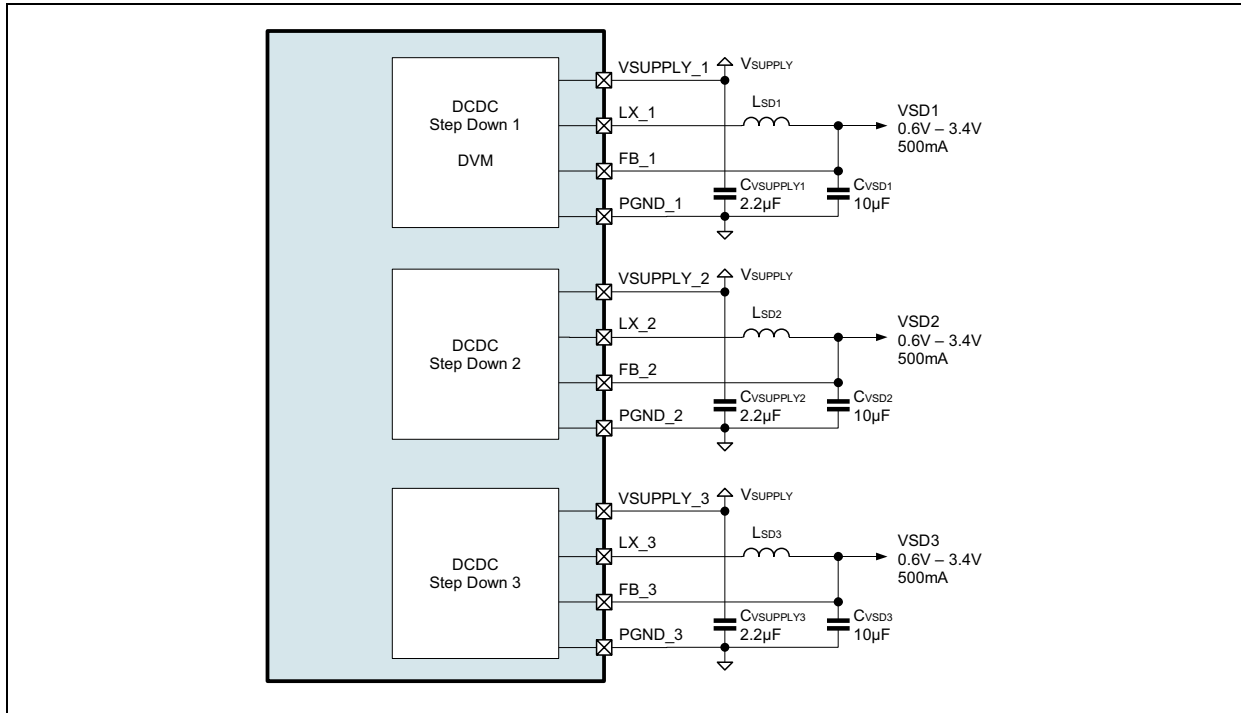 DCDC
Step Down 1
DVM
VSUPPLY_1
VSUPPLY
LX_1
LSD1
VSD1
0.6V – 3.4V
500mA
FB_1
CVSUPPLY1
2.2µF
CVSD1
10µF
PGND_1
DCDC
Step Down 2
VSUPPLY_2
VSUPPLY
LX_2
LSD2
VSD2
0.6V – 3.4V
500mA
FB_2
CVSUPPLY2
2.2µF
CVSD2
10µF
PGND_2
DCDC
Step Down 3
VSUPPLY_3
VSUPPLY
LX_3
LSD3
VSD3
0.6V – 3.4V
500mA
FB_3
CVSUPPLY3
2.2µF
CVSD3
10µF
PGND_3